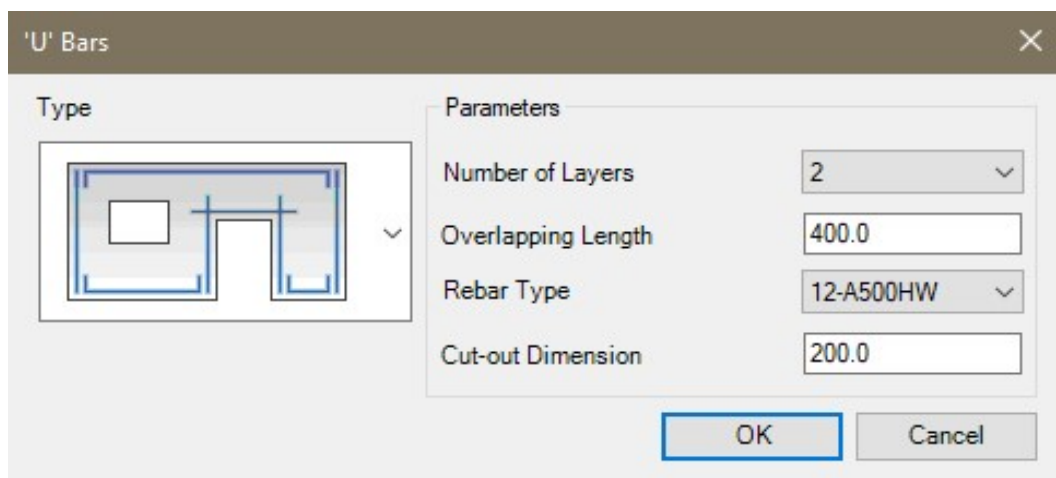 'U' Bars
Type
Parameters
Number of Layers
2
Overlapping Length
400.0
Rebar Type
12-A500HW
Cut-out Dimension
200.0
OK
Cancel